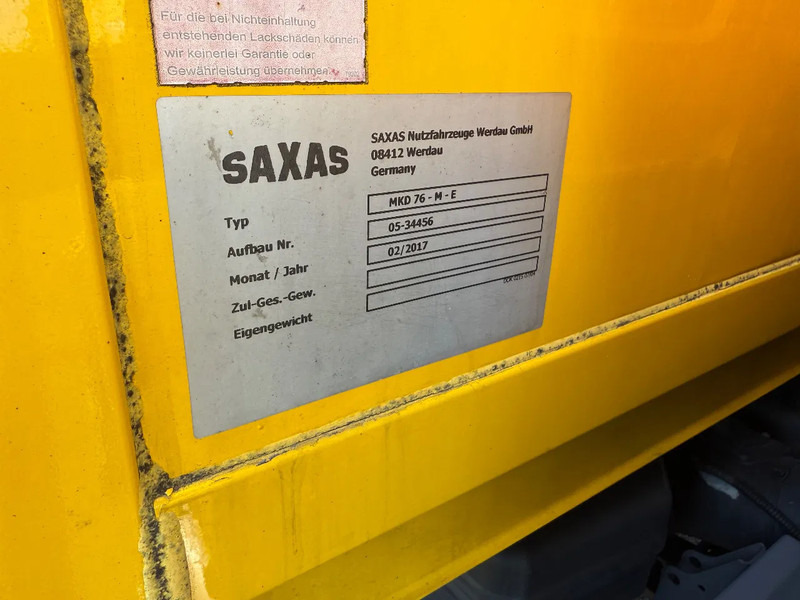 Für die bei Nichteinhaltung
entstehenden Lackschäden können
wir keinerlei Garantie oder
Gewährleistung übernehmen.
SAXAS
SAXAS Nutzfahrzeuge Werdau GmbH
08412 Werdau
Germany
Typ
MKD 76 - M - E
Aufbau Nr.
05-34456
Monat / Jahr
02/2017
Zul-Ges.-Gew.
Eigengewicht